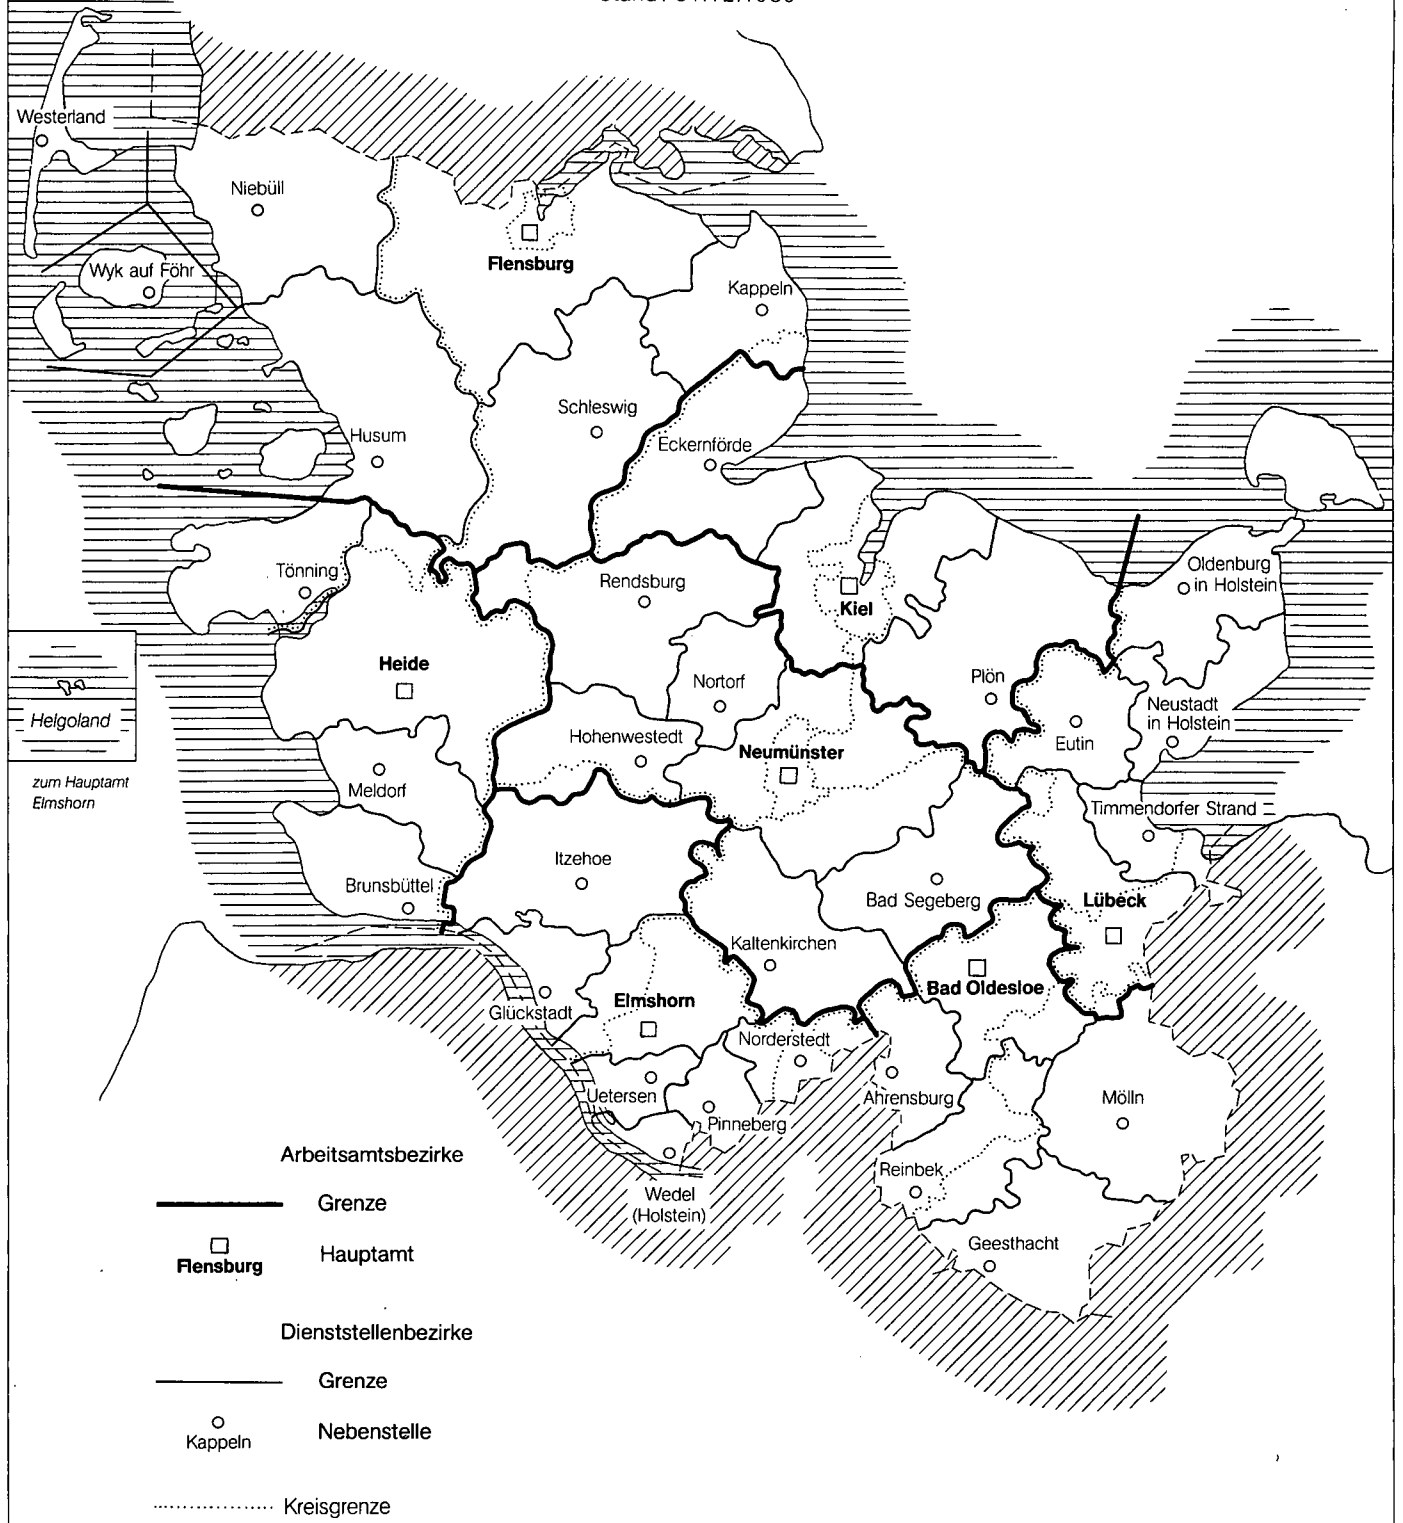 Westerland
Niebüll
Flensburg
Wyk auf Föhr
Kappeln
Schleswig
Husum
Eckernförde
Oldenburg
in Holstein
Tönning
Rendsburg
Kiel
Heide
Nortorf
Plön
Helgoland
Neustadt
in Holstein
Hohenwestedt
Neumünster
Eutin
zum Hauptamt
Elmshorn
Meldorf
Timmendorfer Strand
Itzehoe
Brunsbüttel
Bad Segeberg
Lübeck
Kaltenkirchen
Bad Oldesloe
Elmshorn
Glückstadt
Norderstedt
Uetersen
Ahrensburg
Mölln
Pinneberg
Reinbek
Wedel
(Holstein)
Geesthacht
Arbeitsamtsbezirke
Grenze
Flensburg
Hauptamt
Dienststellenbezirke
Grenze
Kappeln
Nebenstelle
Kreisgrenze